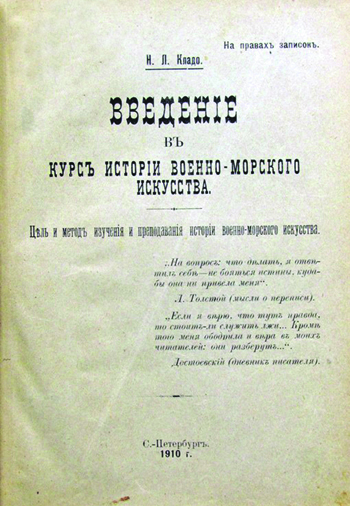 На правахъ записокъ.
Н. Л. Кладо.
ВВЕДЕНІЕ
ВЪ
КУРСЪ ИСТОРІИ ВОЕННО-МОРСКОГО
ИСКУССТВА.
Цѣль и методъ изученія и преподаванія исторіи военно-морского искусства.
„На вопросъ: что дѣлать, я отвѣ-
тилъ себѣ—не бояться истины, куда-
бы она ни привела меня“.
Л. Толстой (мысли о переписи).
„Если я вѣрю, что тутъ правда,
то стоитъ-ли служить лжи... Кромѣ
того меня ободрила и вѣра въ моихъ
читателей: они разберутъ...“.
Достоевскій (дневникъ писателя).
С.-Петербургъ.
1910 г.